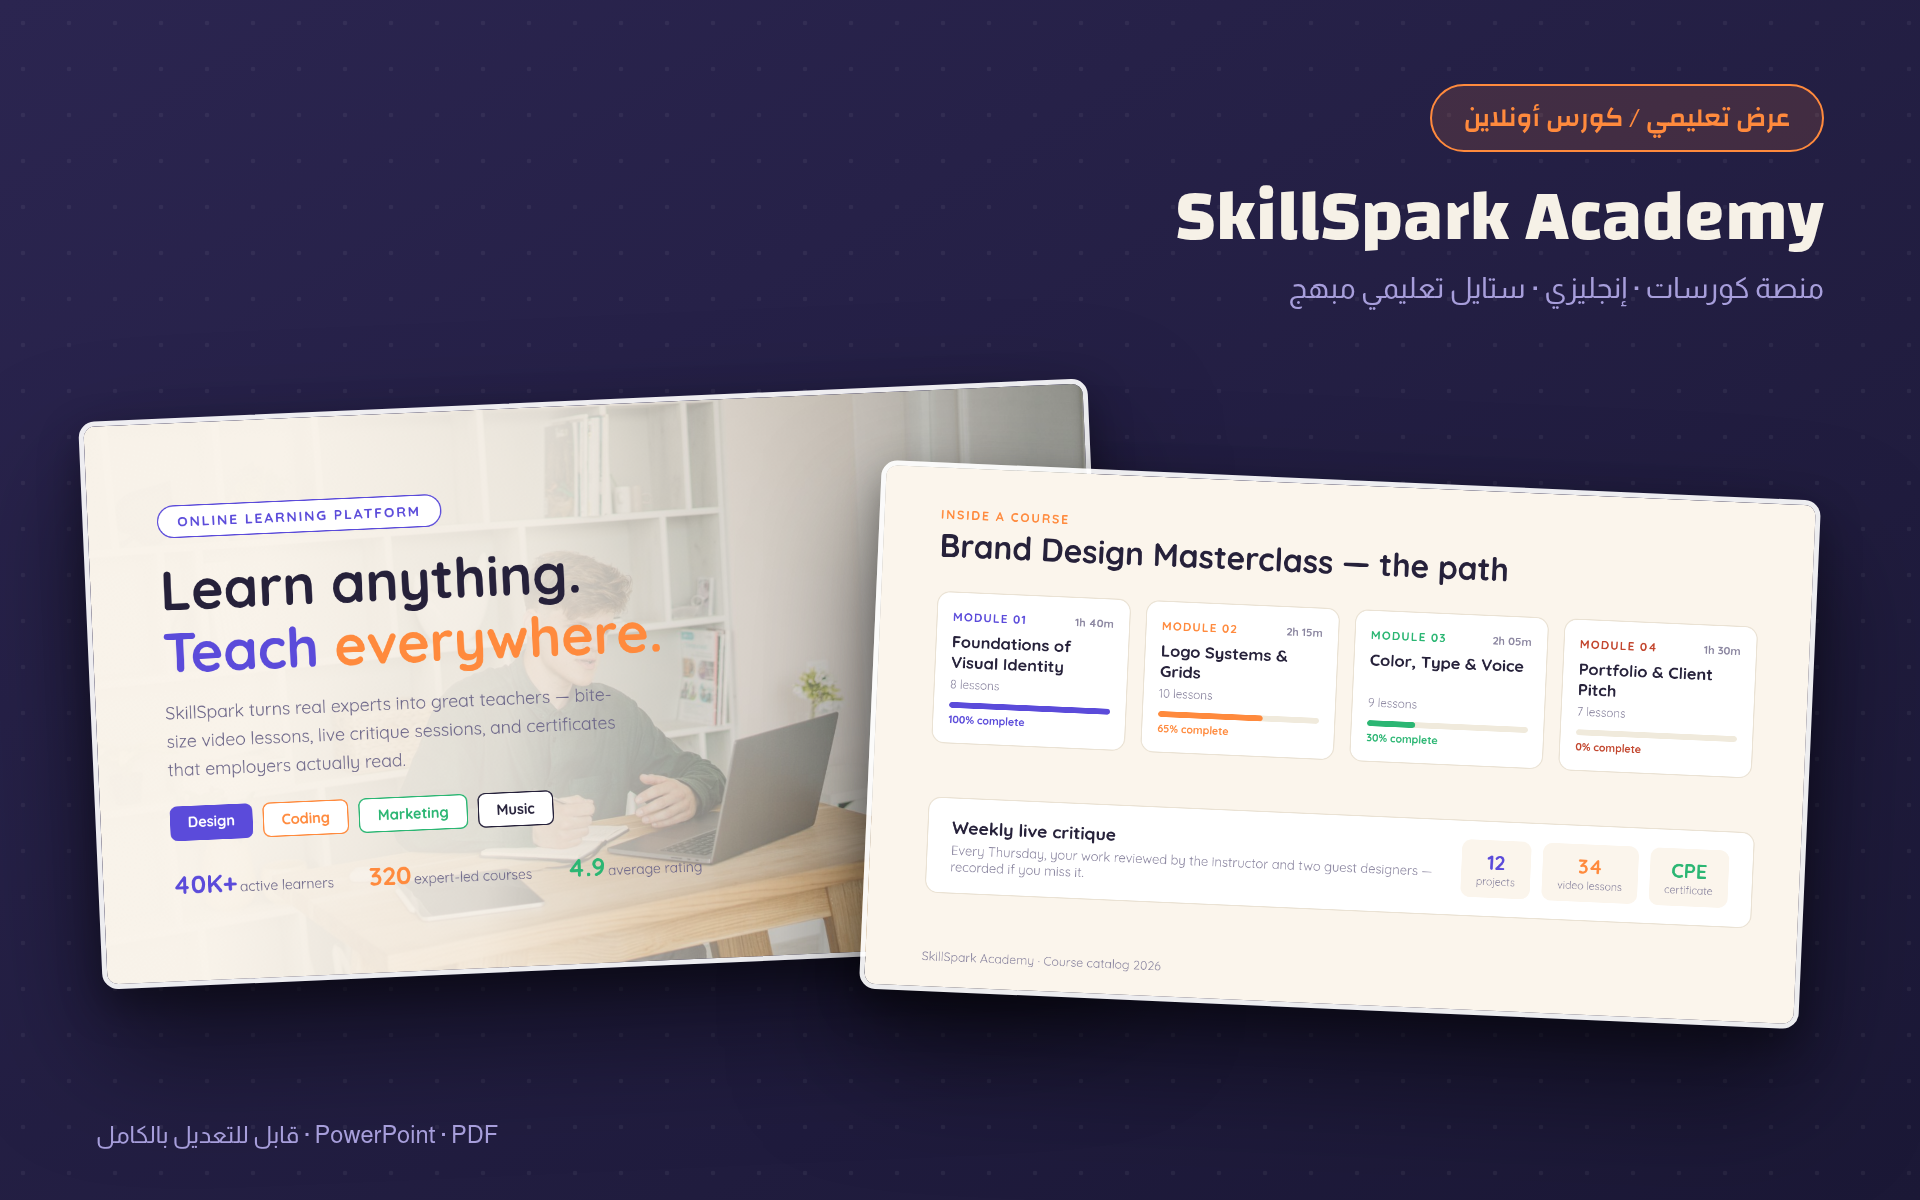 عرض تعليمي / كورس أونلاين
SkillSpark Academy
منصة كورسات · إنجليزي · ستايل تعليمي مبهج
ONLINE LEARNING PLATFORM
Learn anything.
Teach everywhere.
SkillSpark turns real experts into great teachers — bite-
size video lessons, live critique sessions, and certificates
that employers actually read.
Design Coding Marketing Music
40K+ active learners 320 expert-led courses 4.9 average rating
INSIDE A COURSE
Brand Design Masterclass — the path
MODULE 01 1h 40m
Foundations of
Visual Identity
8 lessons
100% complete
MODULE 02 2h 15m
Logo Systems &
Grids
10 lessons
65% complete
MODULE 03 2h 05m
Color, Type & Voice
9 lessons
30% complete
MODULE 04 1h 30m
Portfolio & Client
Pitch
7 lessons
0% complete
Weekly live critique
Every Thursday, your work reviewed by the instructor and two guest designers —
recorded if you miss it.
12
projects
34
video lessons
CPE
certificate
SkillSpark Academy · Course catalog 2026
قابل للتعديل بالكامل · PowerPoint · PDF